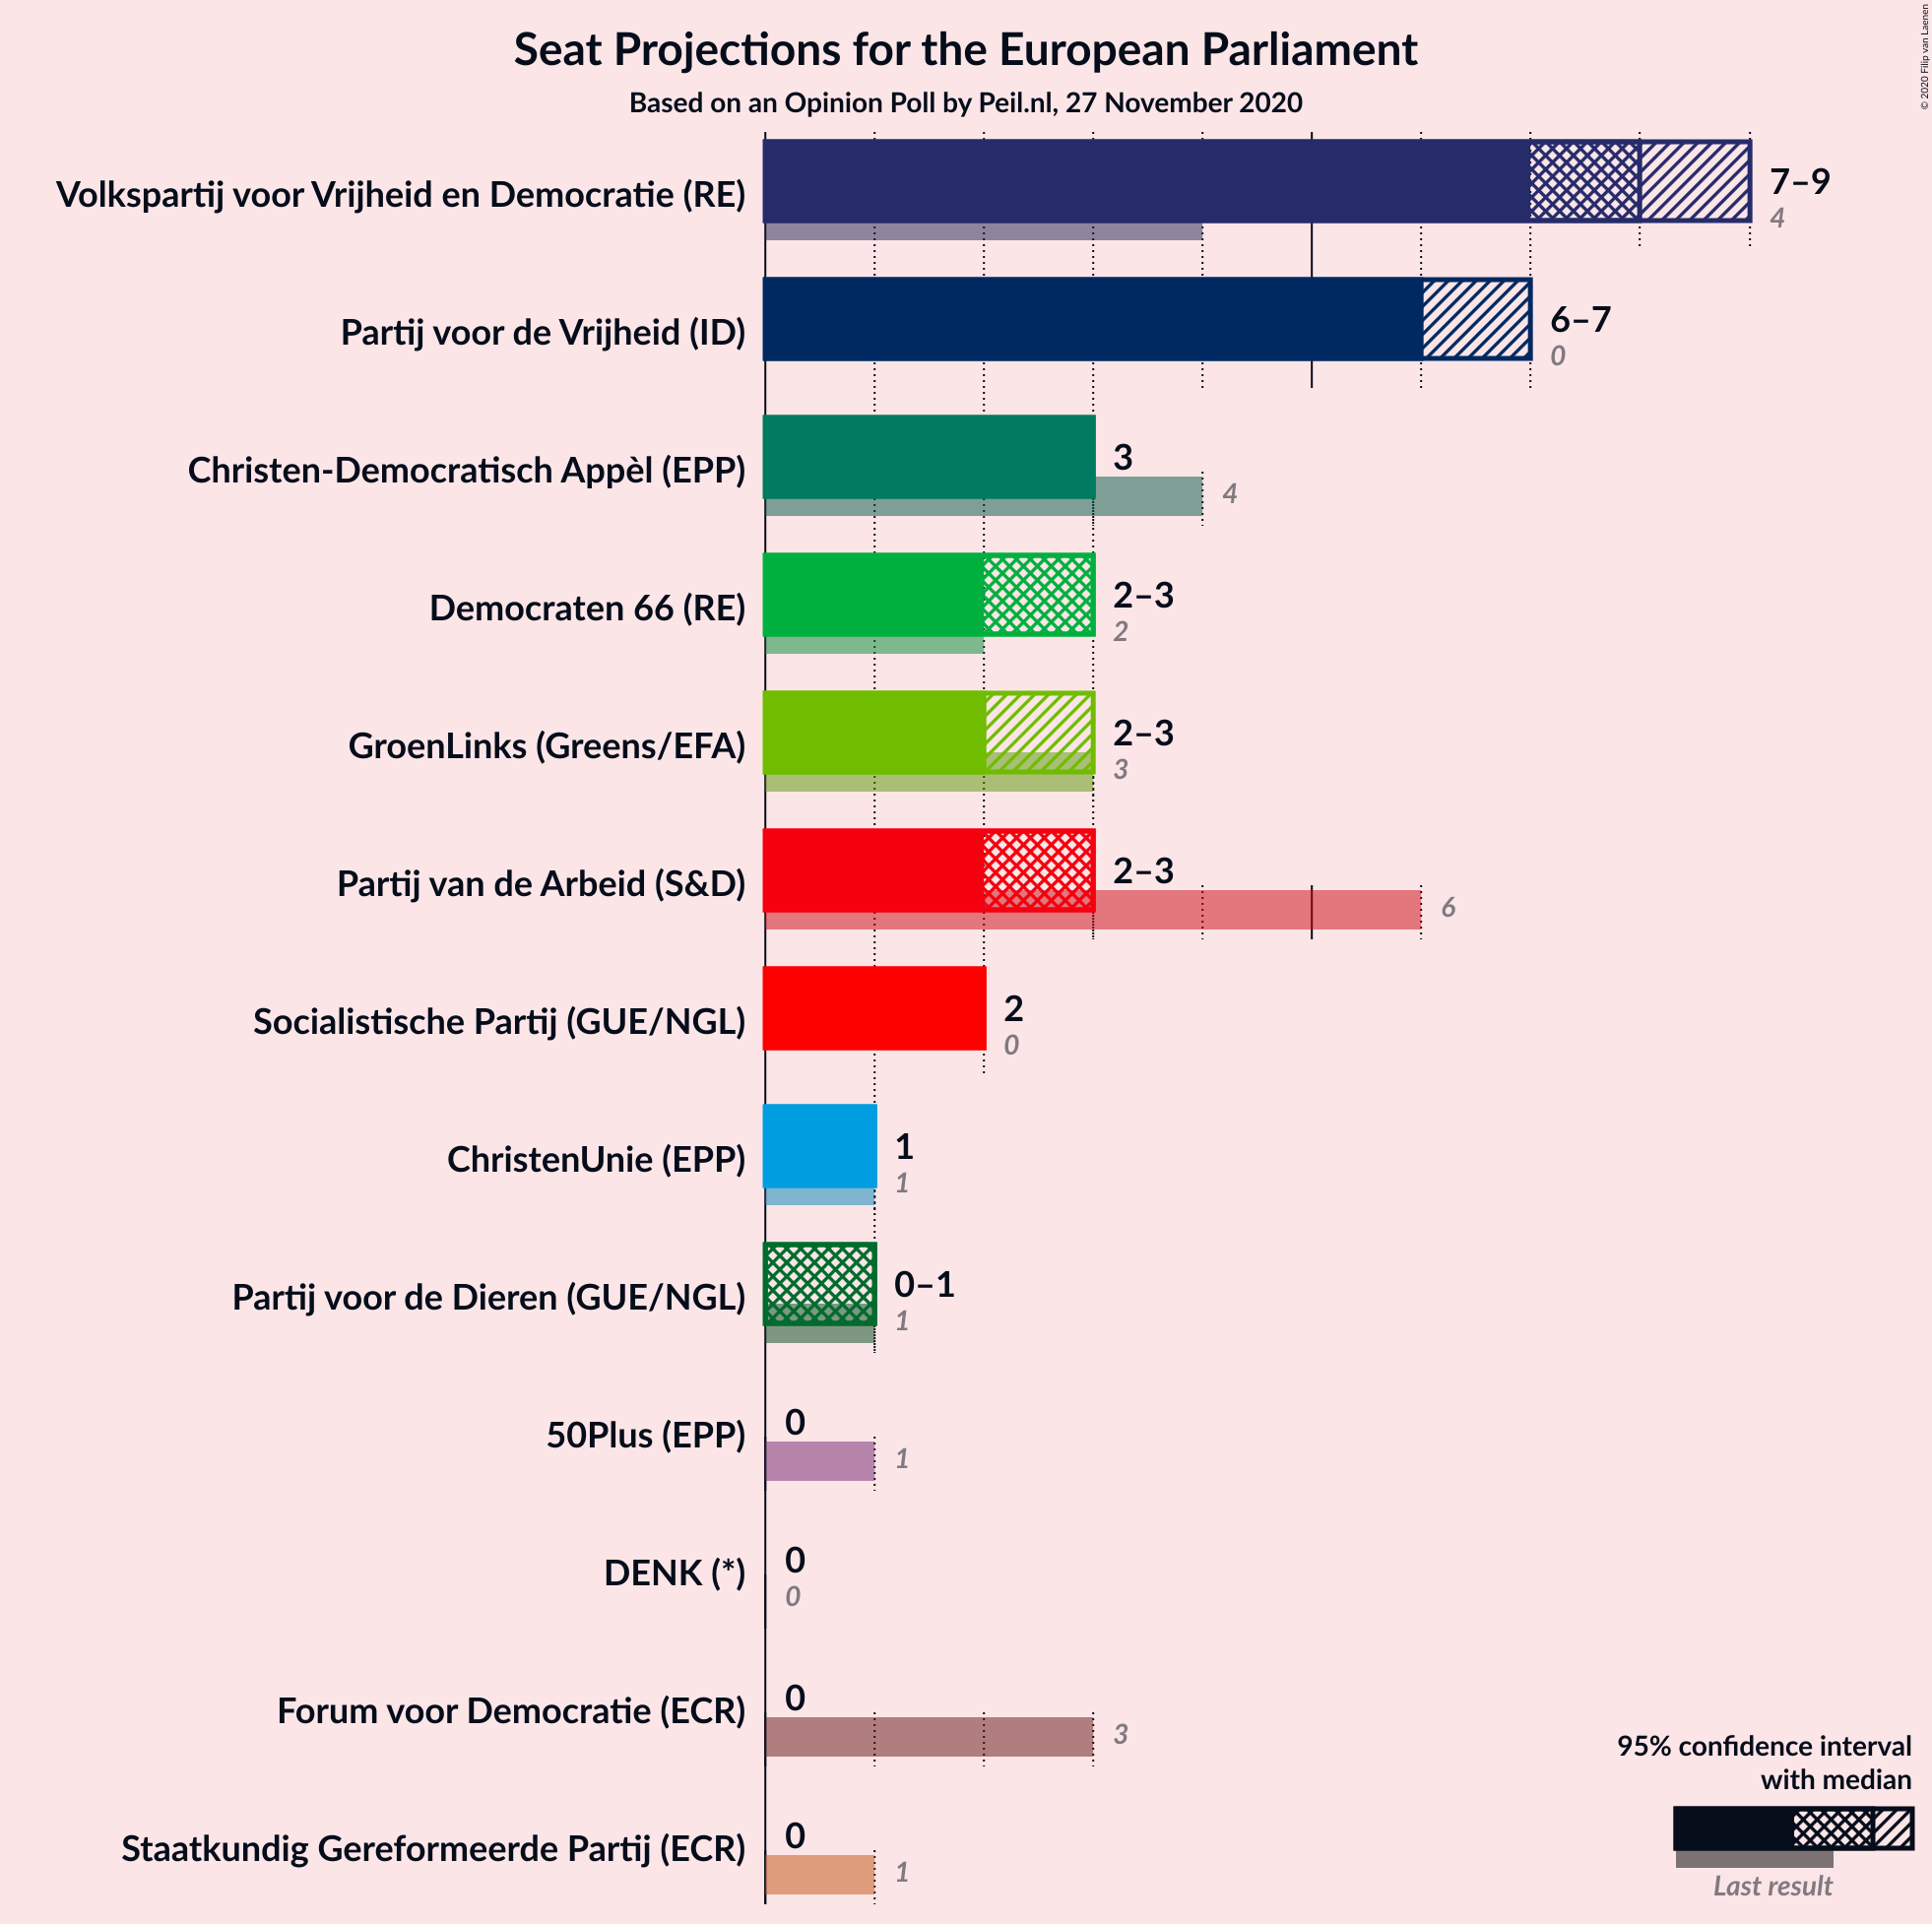 Seat Projections for the European Parliament
Based on an Opinion Poll by Peil.nl, 27 November 2020
© 2020 Filip van Laenen
Volkspartij voor Vrijheid en Democratie (RE)
7–9
4
Partij voor de Vrijheid (ID)
6–7
0
Christen-Democratisch Appèl (EPP)
3
4
Democraten 66 (RE)
2–3
2
GroenLinks (Greens/EFA)
2–3
3
Partij van de Arbeid (S&D)
2–3
6
Socialistische Partij (GUE/NGL)
2
0
ChristenUnie (EPP)
1
1
Partij voor de Dieren (GUE/NGL)
0–1
1
50Plus (EPP)
0
1
DENK (*)
0
0
Forum voor Democratie (ECR)
0
3
Staatkundig Gereformeerde Partij (ECR)
0
1
95% confidence interval
with median
Last result